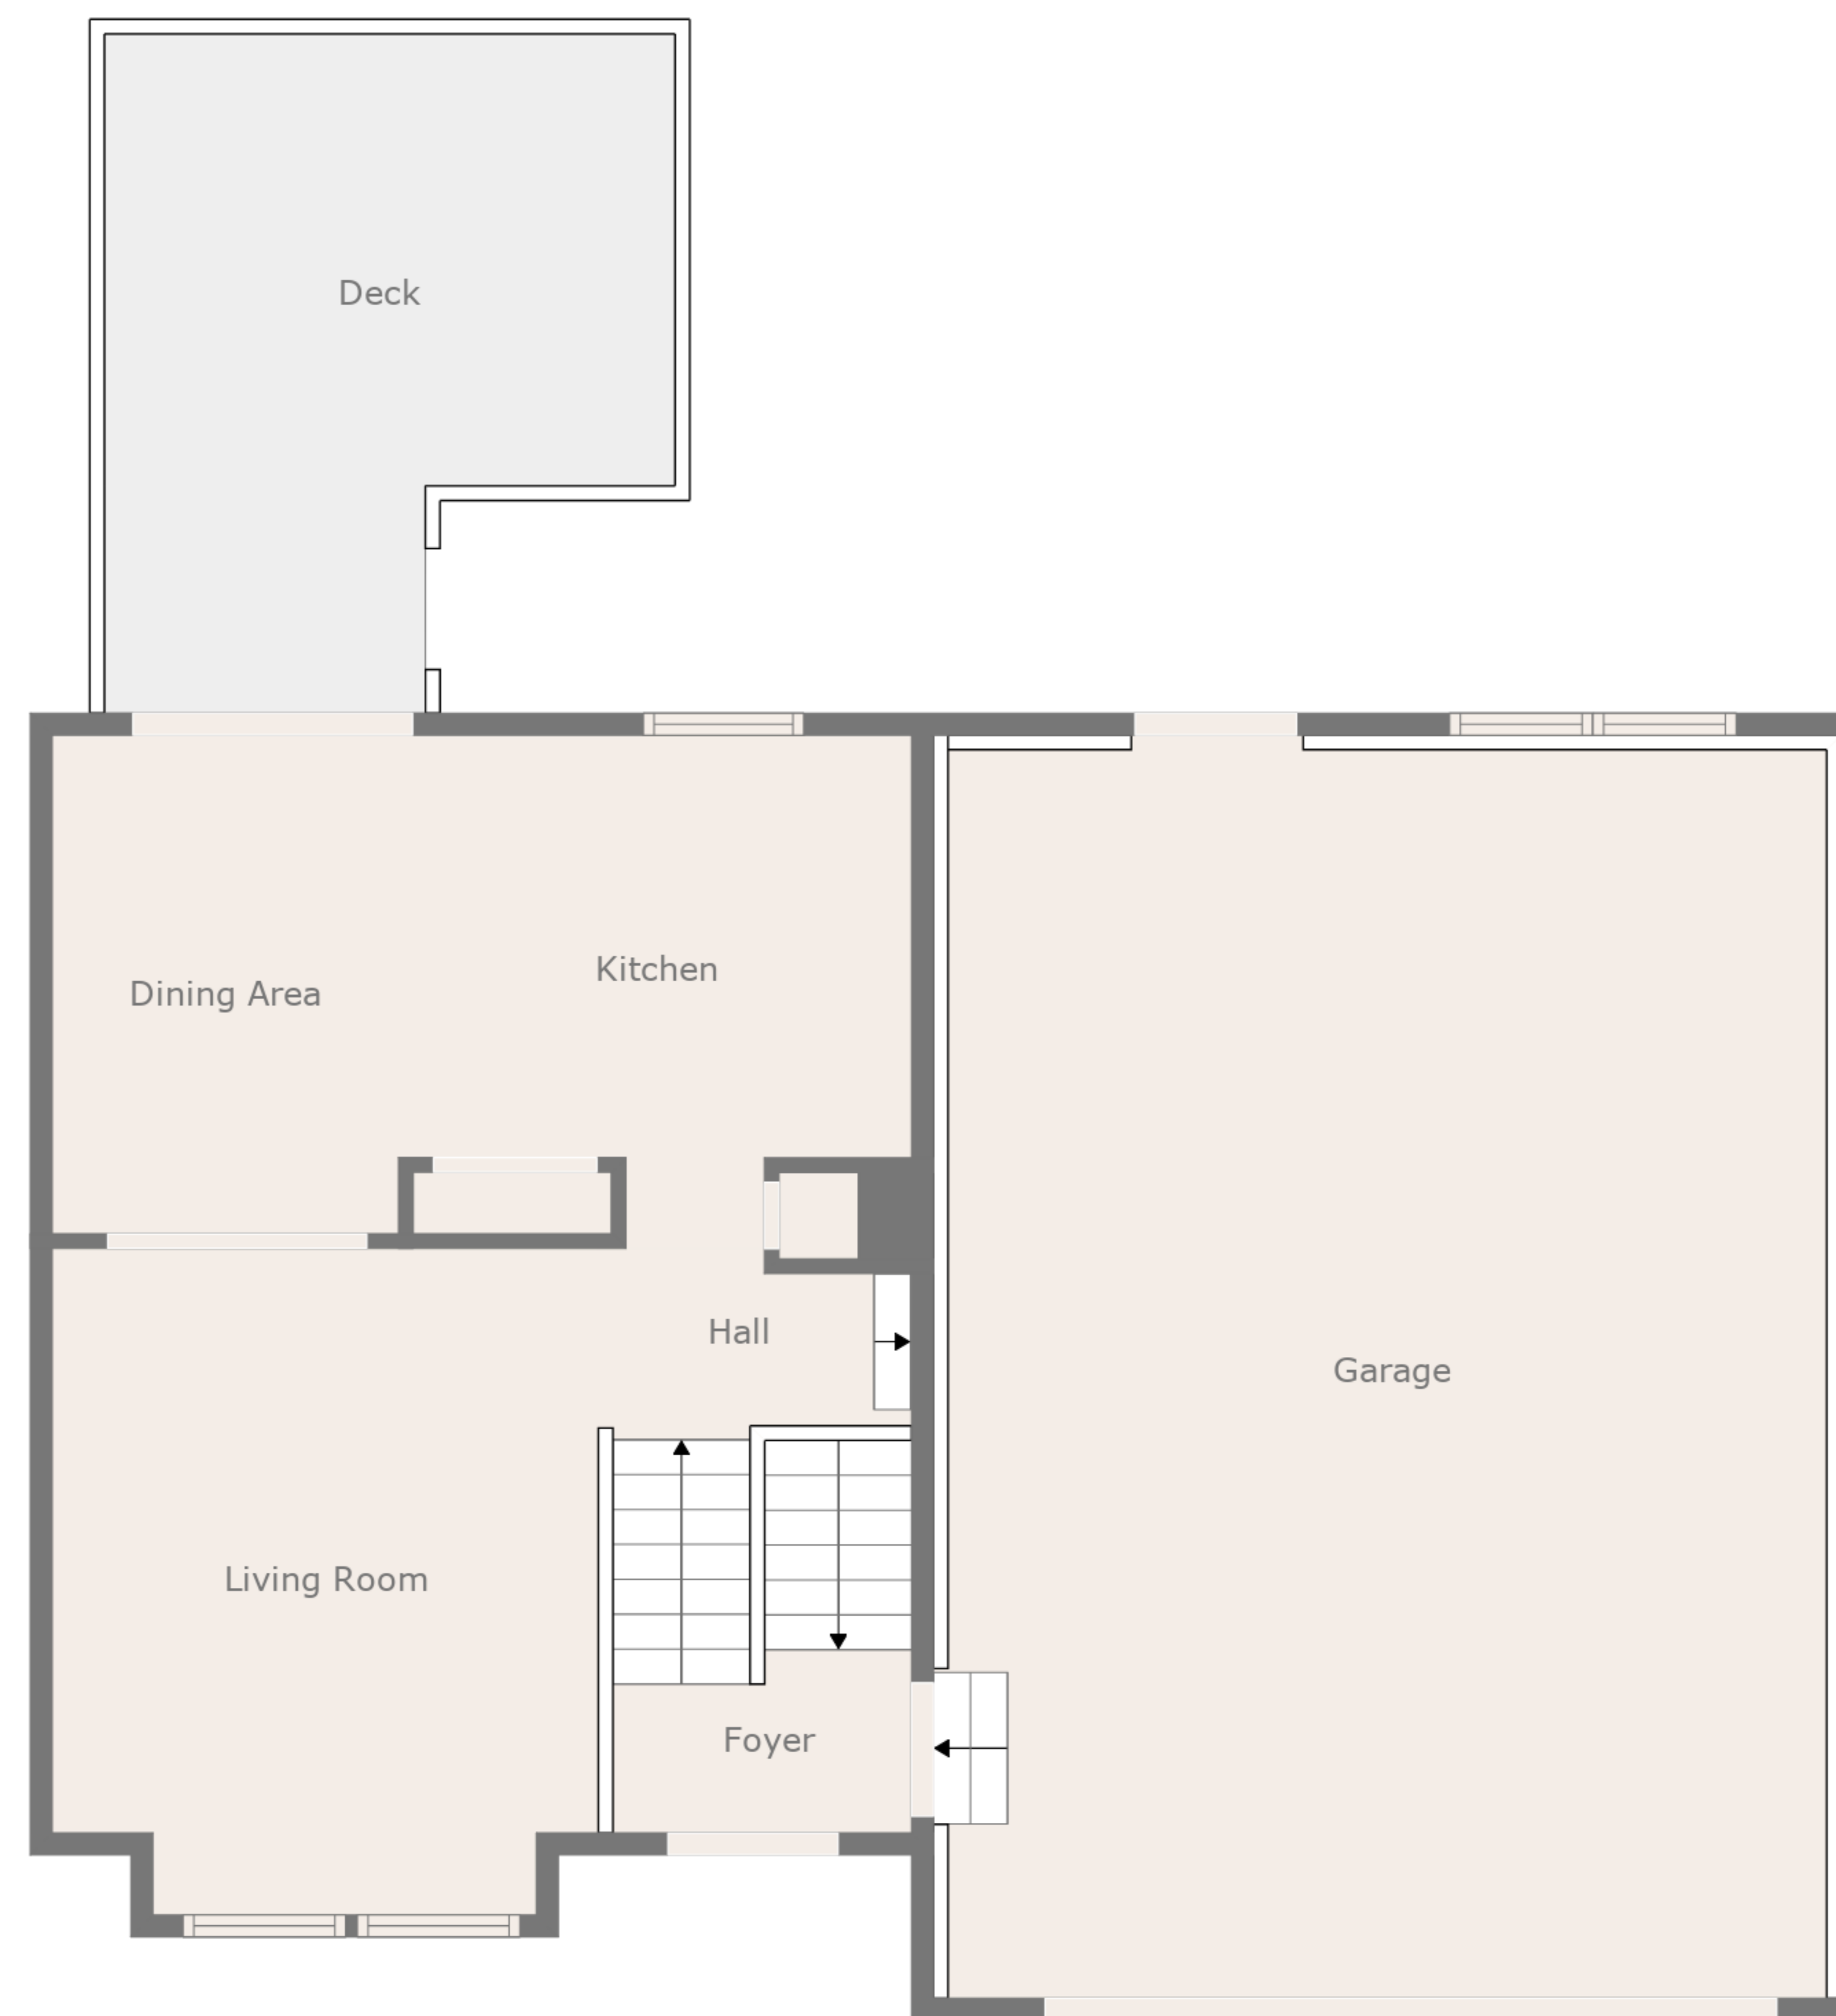 Deck
Kitchen
Dining Area
Hall
Garage
Living Room
Foyer